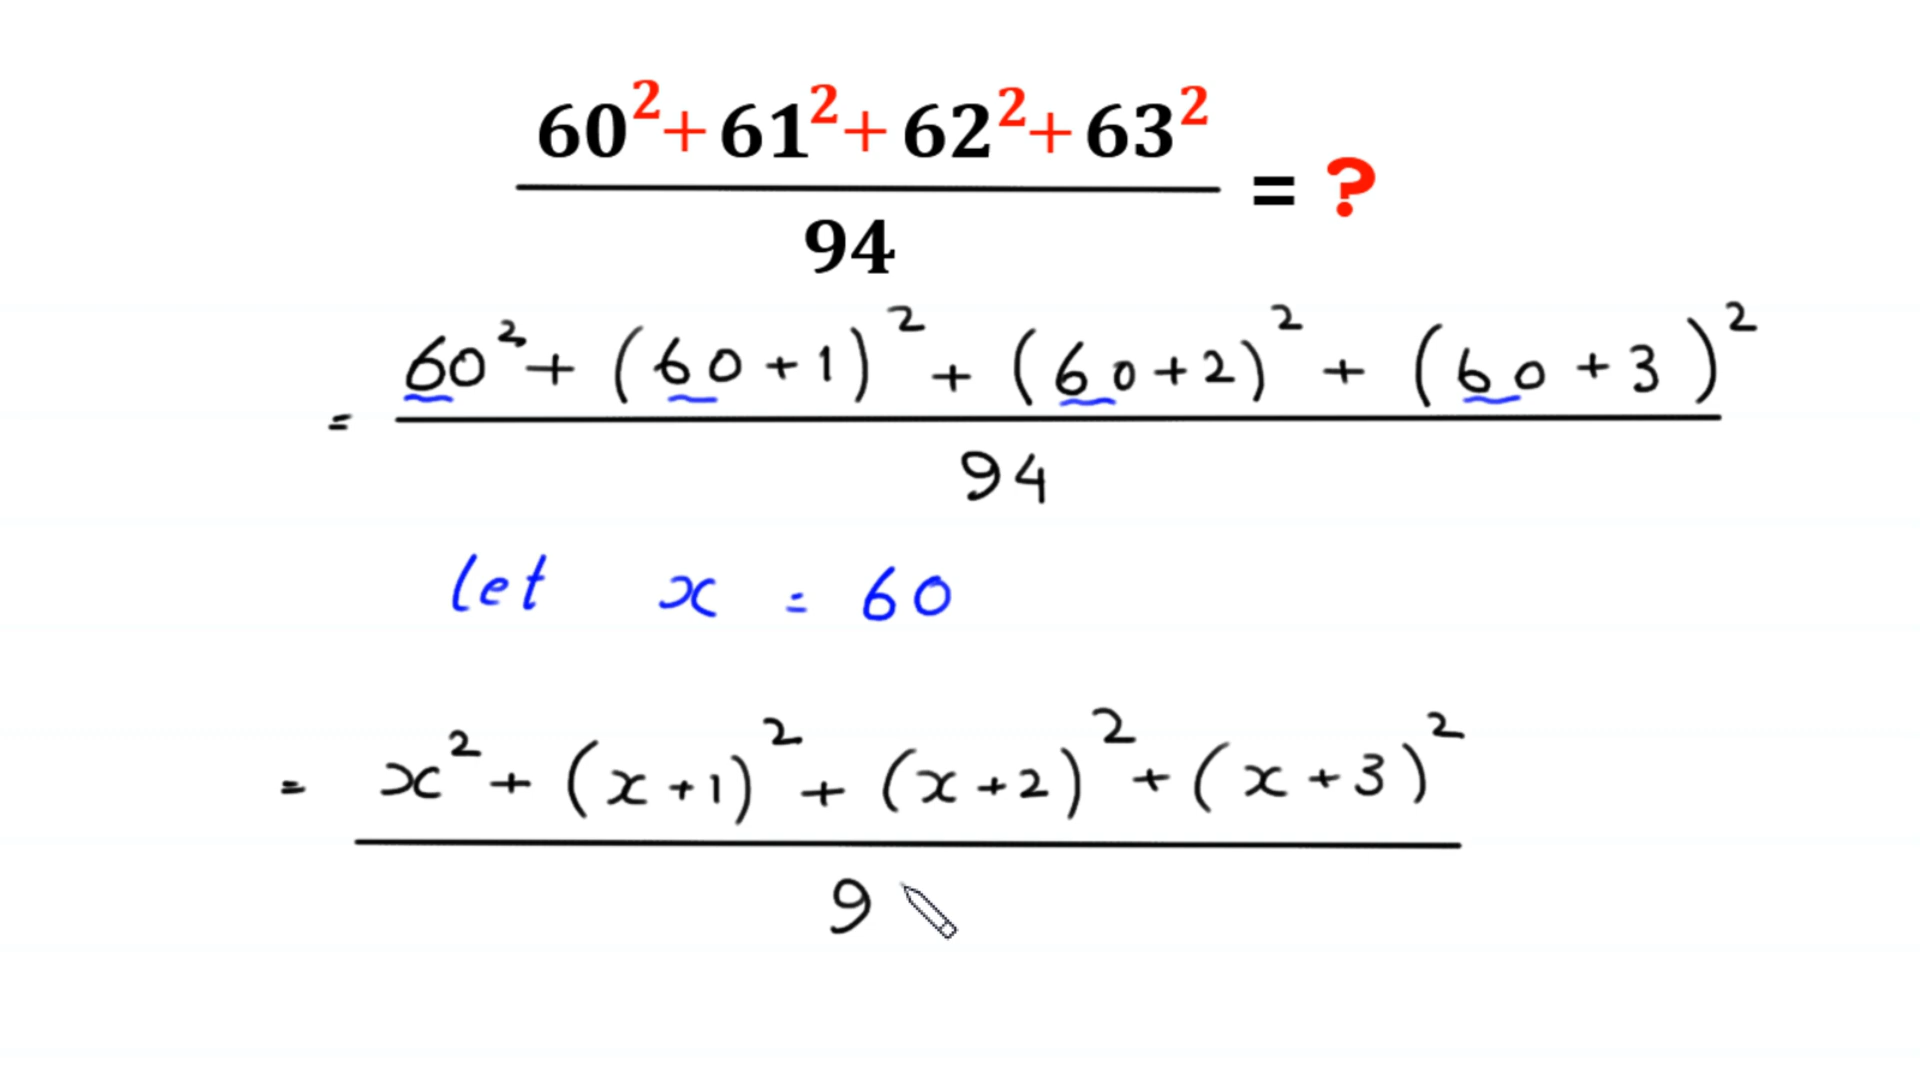 60² + 61² + 62² + 63² / 94 = ?
= 60² + (60 + 1)² + (60 + 2)² + (60 + 3)² / 94
let x = 60
= x² + (x + 1)² + (x + 2)² + (x + 3)² / 9